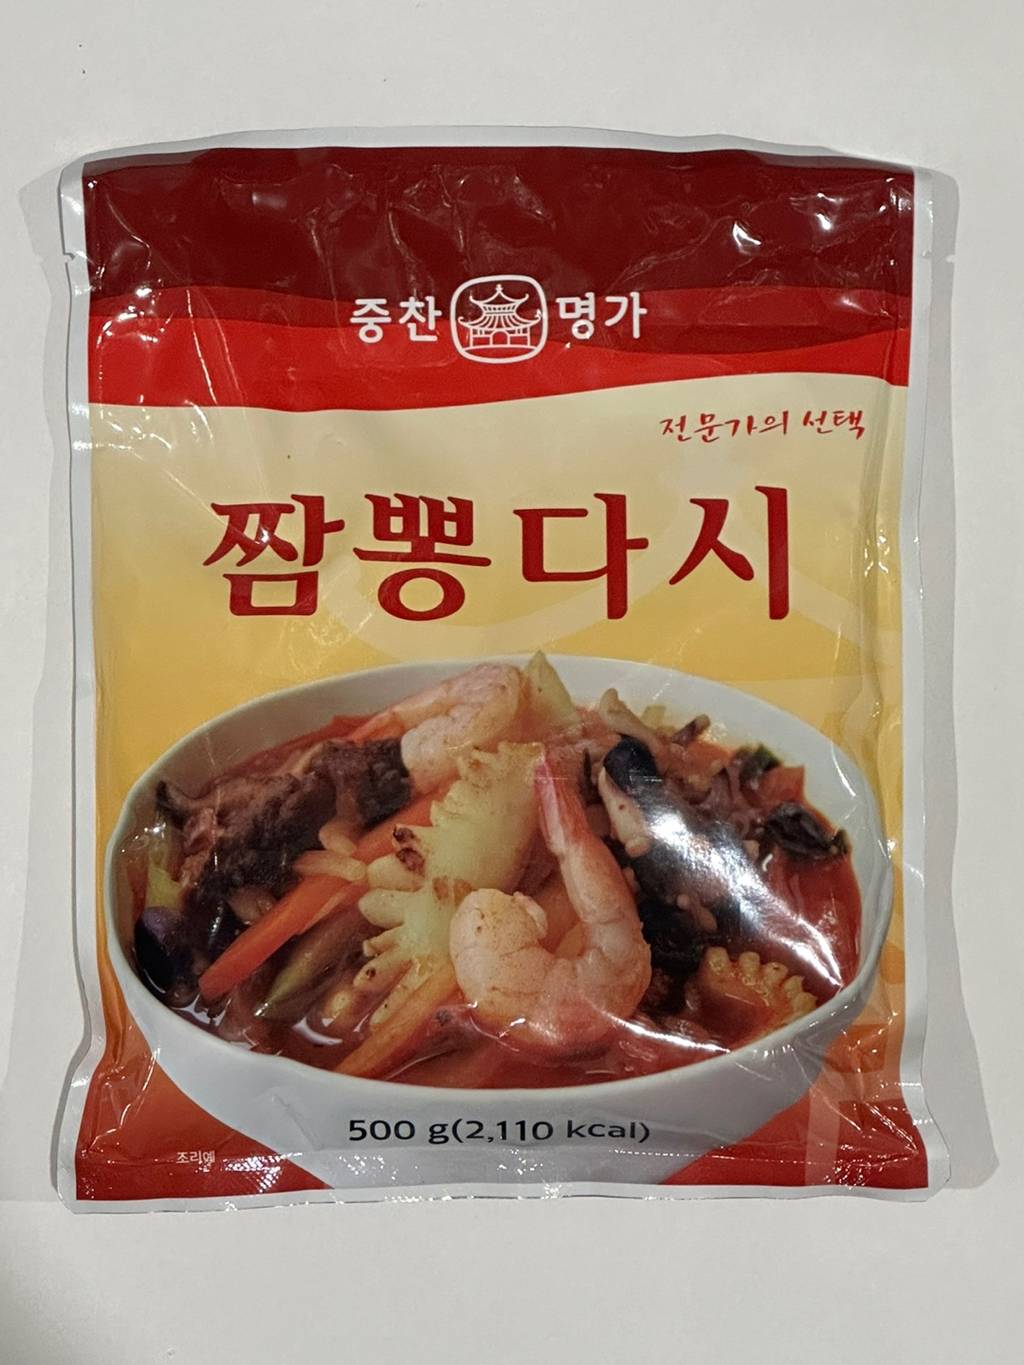 중찬 명가
전문가의 선택
짬뽕다시
500 g(2,110 kcal)
조리예